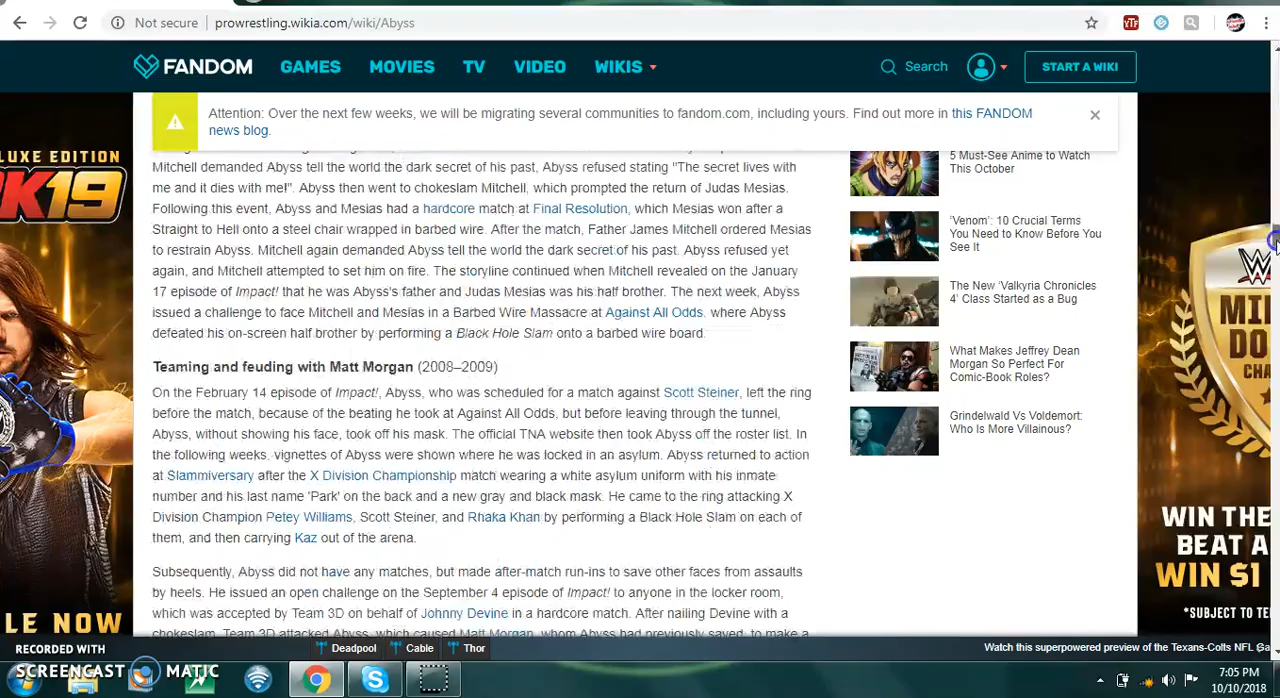 Not secure | prowrestling.wikia.com/wiki/Abyss
YTP
FANDOM GAMES MOVIES TV VIDEO WIKIS Search START A WIKI
Attention: Over the next few weeks, we will be migrating several communities to fandom.com, including yours. Find out more in this FANDOM
news blog.
Mitchell demanded Abyss tell the world the dark secret of his past, Abyss refused stating "The secret lives with
me and it dies with me!". Abyss then went to chokeslam Mitchell, which prompted the return of Judas Mesias.
Following this event, Abyss and Mesias had a hardcore match at Final Resolution, which Mesias won after a
Straight to Hell onto a steel chair wrapped in barbed wire. After the match, Father James Mitchell ordered Mesias
to restrain Abyss. Mitchell again demanded Abyss tell the world the dark secret of his past. Abyss refused yet
again, and Mitchell attempted to set him on fire. The storyline continued when Mitchell revealed on the January
17 episode of Impact! that he was Abyss's father and Judas Mesias was his half brother. The next week, Abyss
issued a challenge to face Mitchell and Mesias in a Barbed Wire Massacre at Against All Odds, where Abyss
defeated his on-screen half brother by performing a Black Hole Slam onto a barbed wire board.
Teaming and feuding with Matt Morgan (2008–2009)
On the February 14 episode of Impact!, Abyss, who was scheduled for a match against Scott Steiner, left the ring
before the match, because of the beating he took at Against All Odds, but before leaving through the tunnel,
Abyss, without showing his face, took off his mask. The official TNA website then took Abyss off the roster list. In
the following weeks, vignettes of Abyss were shown where he was locked in an asylum. Abyss returned to action
at Slammiversary after the X Division Championship match wearing a white asylum uniform with his inmate
number and his last name 'Park' on the back and a new gray and black mask. He came to the ring attacking X
Division Champion Petey Williams, Scott Steiner, and Rhaka Khan by performing a Black Hole Slam on each of
them, and then carrying Kaz out of the arena.
Subsequently, Abyss did not have any matches, but made after-match run-ins to save other faces from assaults
by heels. He issued an open challenge on the September 4 episode of Impact! to anyone in the locker room,
which was accepted by Team 3D on behalf of Johnny Devine in a hardcore match. After nailing Devine with a
chokeslam, Team 3D attacked Abyss, which caused Matt Morgan, whom Abyss had previously saved, to make a
5 Must-See Anime to Watch
This October
'Venom': 10 Crucial Terms
You Need to Know Before You
See It
The New 'Valkyria Chronicles
4' Class Started as a Bug
What Makes Jeffrey Dean
Morgan So Perfect For
Comic-Book Roles?
Grindelwald Vs Voldemort:
Who Is More Villainous?
LUXE EDITION
K19
LE NOW
WIN THE
BEAT A
WIN $1
*SUBJECT TO TE
Deadpool Cable Thor
Watch this superpowered preview of the Texans-Colts NFL Ga
RECORDED WITH
SCREENCAST MATIC
7:05 PM
10/10/2018